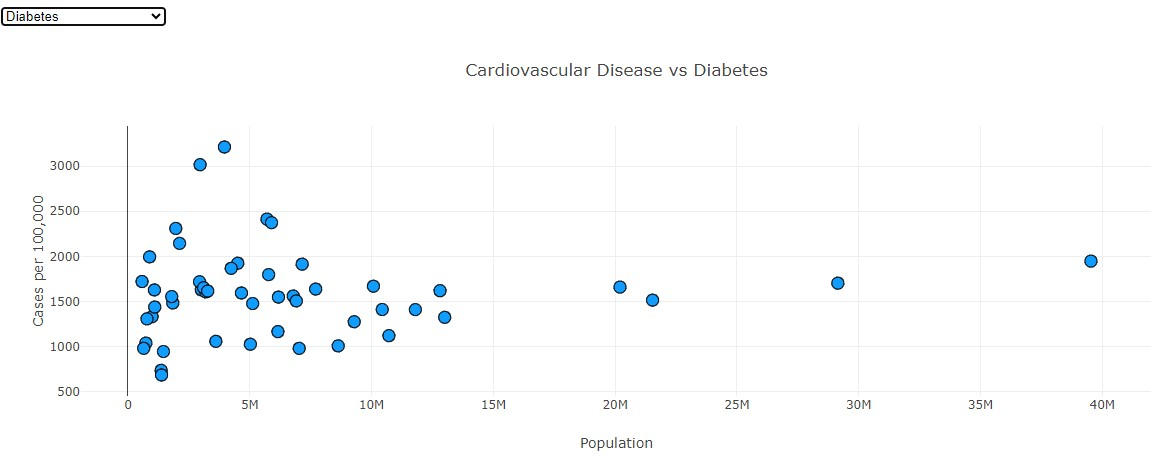 Diabetes
Cardiovascular Disease vs Diabetes
3000
2500
2000
1500
1000
500
Cases per 100,000
0 5M 10M 15M 20M 25M 30M 35M 40M
Population